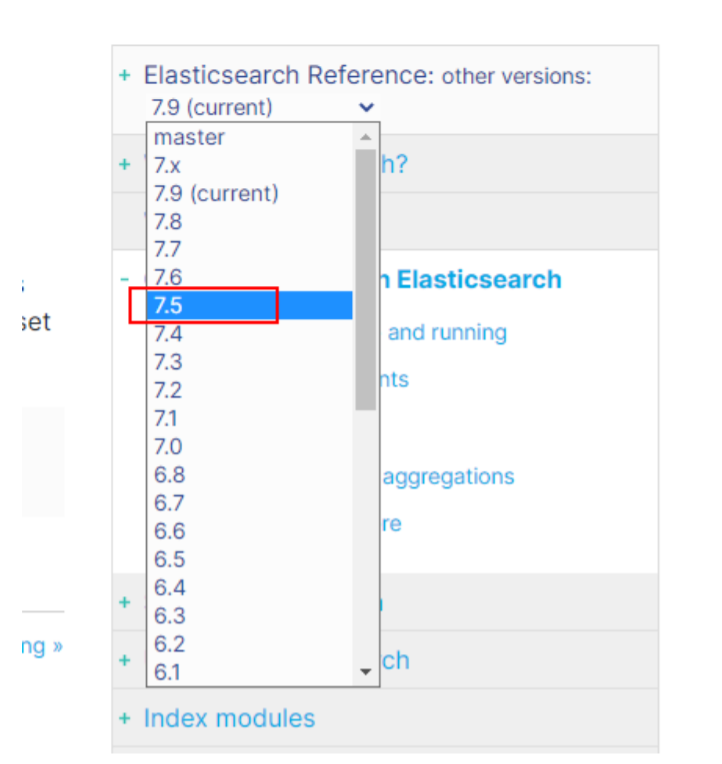 + Elasticsearch Reference: other versions:
7.9 (current)
master
+ 7.x h?
7.9 (current)
7.8
7.7
- 7.6 n Elasticsearch
7.5
set
7.4 and running
7.3
7.2 nts
7.1
7.0
6.8 aggregations
6.7
6.6 re
6.5
6.4
+
6.3
6.2
ng »
+ 6.1 ch
+ Index modules